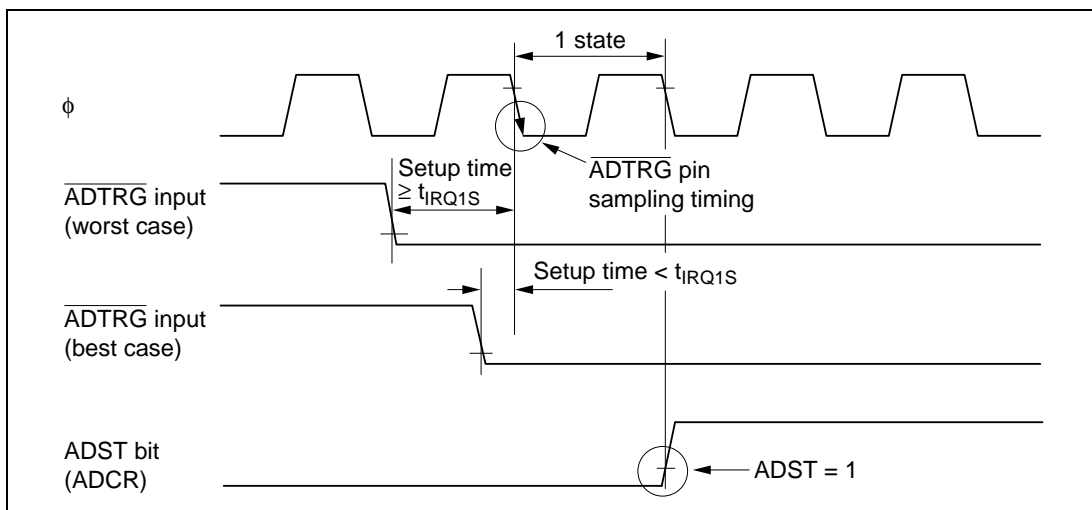 1 state
ϕ
Setup time
≥ tIRQ1S
ADTRG pin
sampling timing
ADTRG input
(worst case)
Setup time < tIRQ1S
ADTRG input
(best case)
ADST bit
(ADCR)
ADST = 1